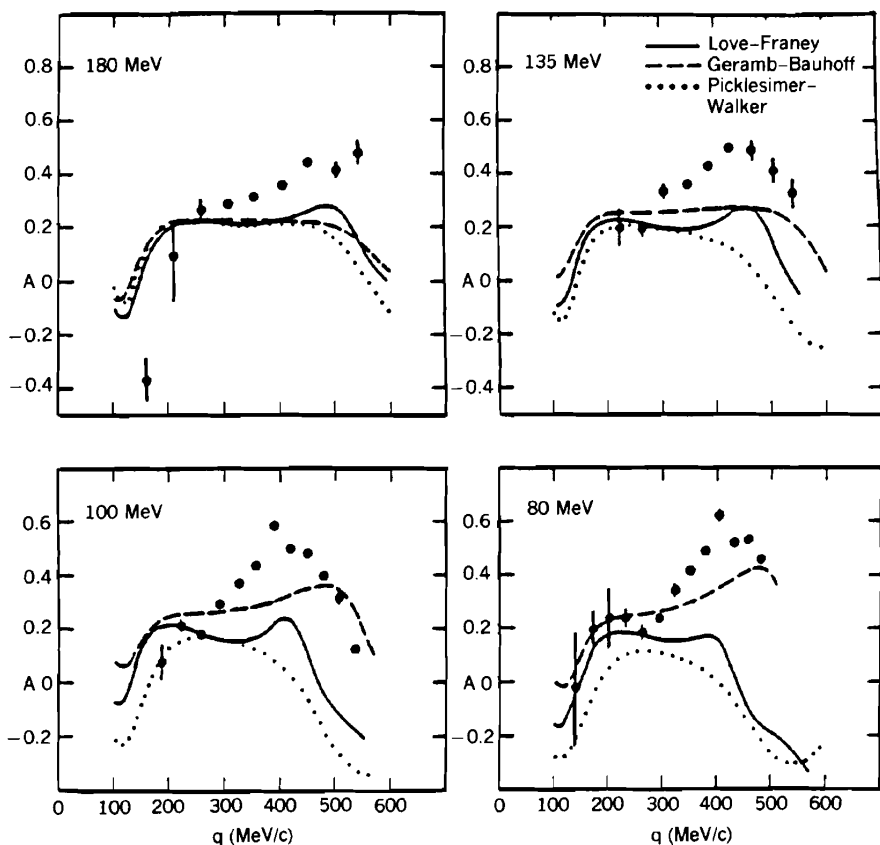 180 MeV
0.8
0.6
0.4
0.2
A 0
−0.2
−0.4
135 MeV
Love–Franey
Geramb–Bauhoff
Picklesimer–
Walker
0.8
0.6
0.4
0.2
A 0
−0.2
−0.4
100 MeV
0.6
0.4
0.2
A 0
−0.2
0 100 200 300 400 500 600
q (MeV/c)
80 MeV
0.6
0.4
0.2
A 0
−0.2
0 100 200 300 400 500 600
q (MeV/c)